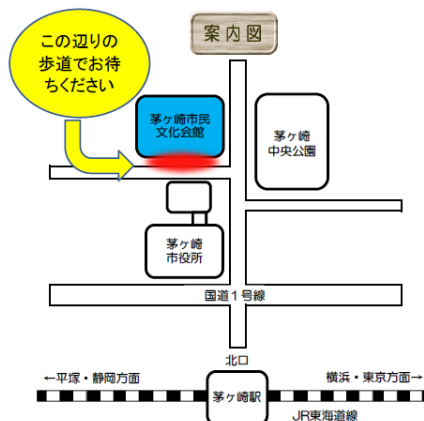 案内図
この辺りの
歩道でお待
ちください
茅ヶ崎市民
文化会館
茅ヶ崎
中央公園
茅ヶ崎
市役所
国道1号線
北口
←平塚・静岡方面
横浜・東京方面→
茅ヶ崎駅
JR東海道線